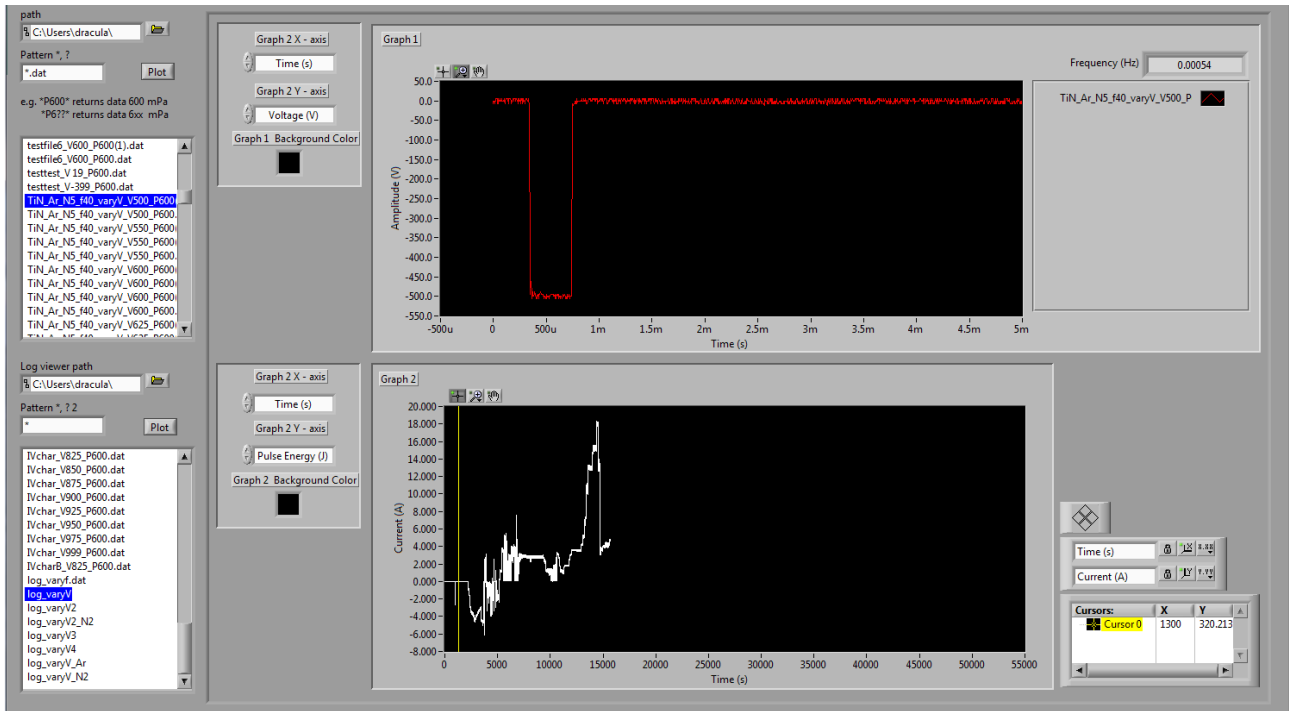 path
C:\Users\dracula\
Pattern *, ?
*.dat
Plot
e.g. *P600* returns data 600 mPa
*P6??* returns data 6xx mPa
testfile6_V600_P600(1).dat
testfile6_V600_P600.dat
testtest_V 19_P600.dat
testtest_V-399_P600.dat
TiN_Ar_N5_f40_varyV_V500_P600(
TiN_Ar_N5_f40_varyV_V500_P600.
TiN_Ar_N5_f40_varyV_V550_P600(
TiN_Ar_N5_f40_varyV_V550_P600(
TiN_Ar_N5_f40_varyV_V550_P600.
TiN_Ar_N5_f40_varyV_V600_P600(
TiN_Ar_N5_f40_varyV_V600_P600(
TiN_Ar_N5_f40_varyV_V600_P600(
TiN_Ar_N5_f40_varyV_V600_P600.
TiN_Ar_N5_f40_varyV_V625_P600(
Graph 2 X - axis
Time (s)
Graph 2 Y - axis
Voltage (V)
Graph 1 Background Color
Graph 1
Frequency (Hz)
0.00054
TiN_Ar_N5_f40_varyV_V500_P
Amplitude (V)
50.0
0.0
-50.0
-100.0
-150.0
-200.0
-250.0
-300.0
-350.0
-400.0
-450.0
-500.0
-550.0
-500u 0 500u 1m 1.5m 2m 2.5m 3m 3.5m 4m 4.5m 5m
Time (s)
Log viewer path
C:\Users\dracula\
Pattern *, ? 2
*
Plot
IVchar_V825_P600.dat
IVchar_V850_P600.dat
IVchar_V875_P600.dat
IVchar_V900_P600.dat
IVchar_V925_P600.dat
IVchar_V950_P600.dat
IVchar_V975_P600.dat
IVchar_V999_P600.dat
IVcharB_V825_P600.dat
log_varyf.dat
log_varyV
log_varyV2
log_varyV2_N2
log_varyV3
log_varyV4
log_varyV_Ar
log_varyV_N2
Graph 2 X - axis
Time (s)
Graph 2 Y - axis
Pulse Energy (J)
Graph 2 Background Color
Graph 2
Current (A)
20.000
18.000
16.000
14.000
12.000
10.000
8.000
6.000
4.000
2.000
0.000
-2.000
-4.000
-6.000
-8.000
0 5000 10000 15000 20000 25000 30000 35000 40000 45000 50000 55000
Time (s)
Time (s)
Current (A)
Cursors: X Y
Cursor 0 1300 320.213